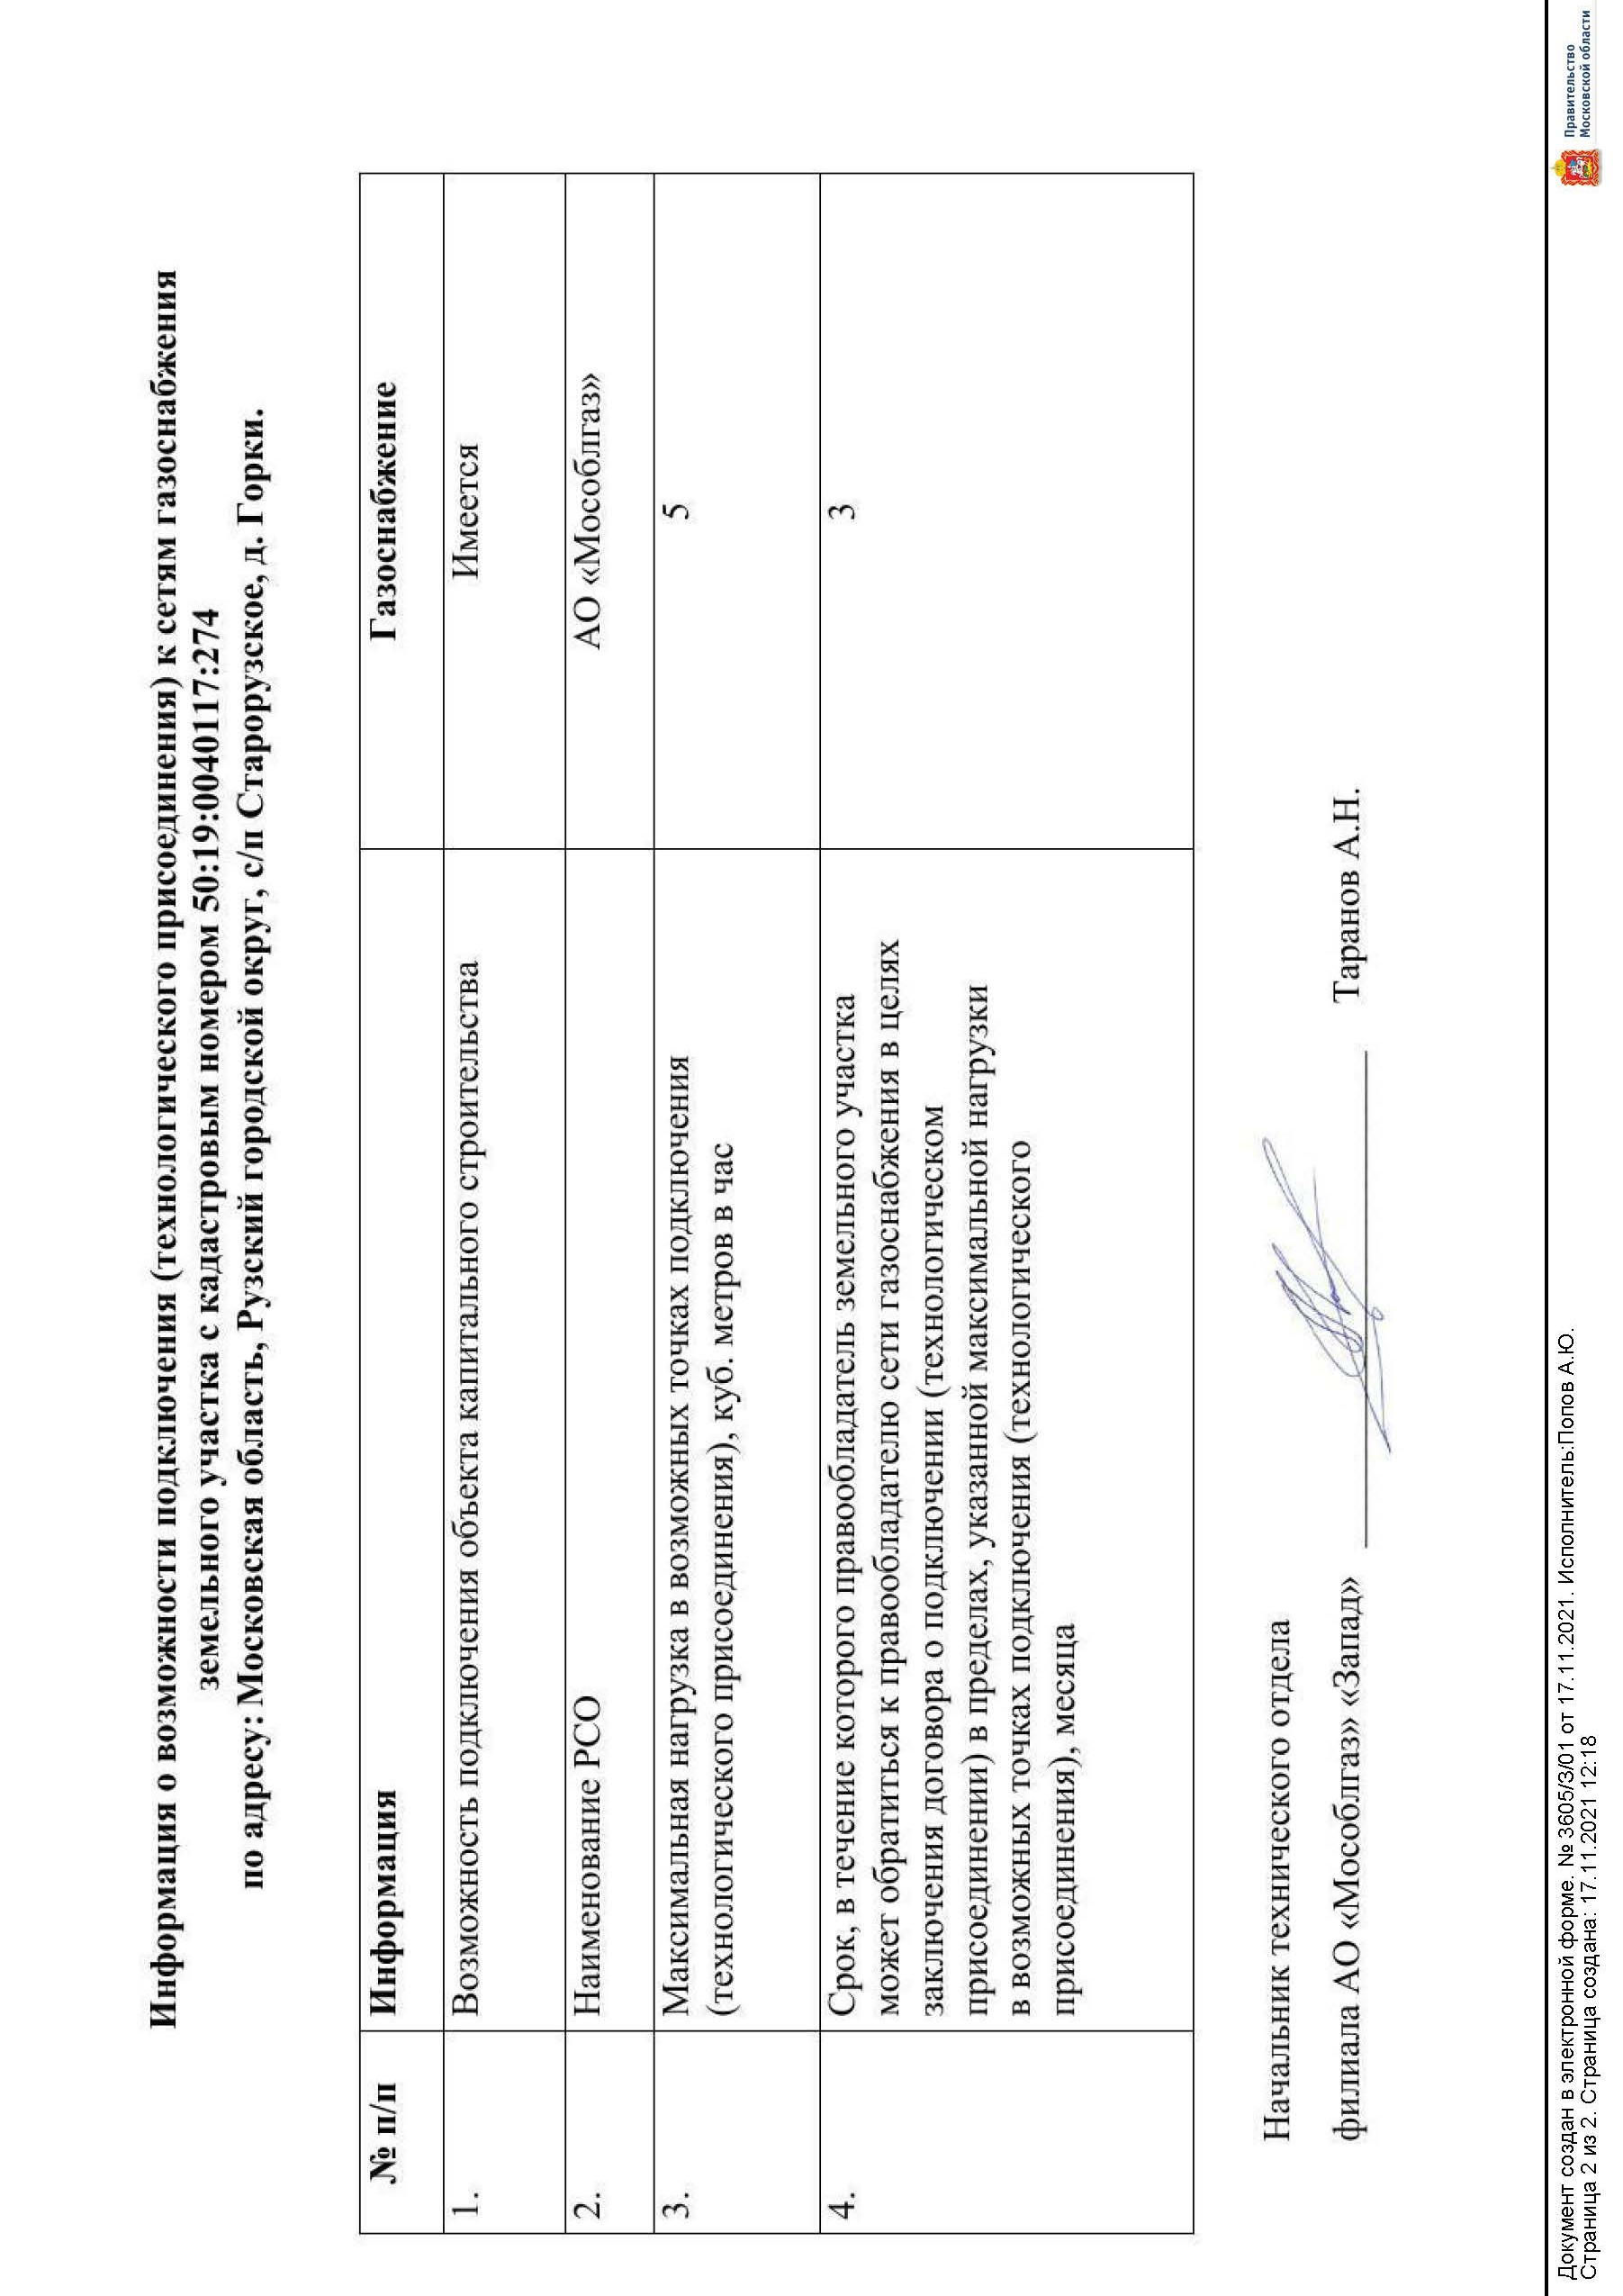 Информация о возможности подключения (технологического присоединения) к сетям газоснабжения
земельного участка с кадастровым номером 50:19:0040117:274
по адресу: Московская область, Рузский городской округ, с/п Старорузское, д. Горки.
№ п/п Информация Газоснабжение
1. Возможность подключения объекта капитального строительства Имеется
2. Наименование РСО АО «Мособлгаз»
3. Максимальная нагрузка в возможных точках подключения 5
(технологического присоединения), куб. метров в час
4. Срок, в течение которого правообладатель земельного участка 3
может обратиться к правообладателю сети газоснабжения в целях
заключения договора о подключении (технологическом
присоединении) в пределах, указанной максимальной нагрузки
в возможных точках подключения (технологического
присоединения), месяца
Начальник технического отдела
филиала АО «Мособлгаз» «Запад» Таранов А.Н.
Документ создан в электронной форме. № 3605/3/01 от 17.11.2021. Исполнитель:Попов А.Ю.
Страница 2 из 2. Страница создана: 17.11.2021 12:18
Правительство
Московской области